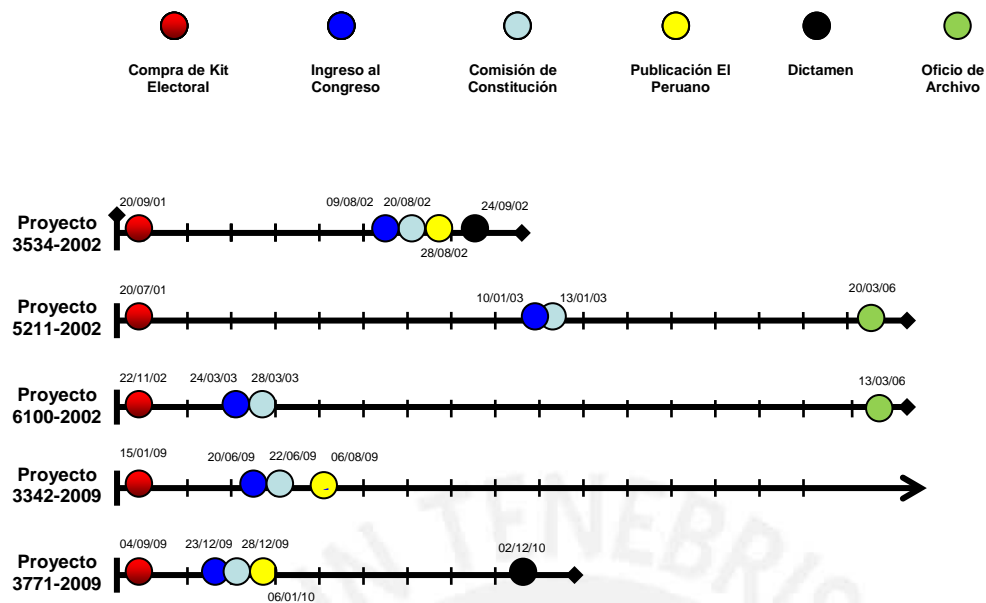 Compra de Kit
Electoral
Ingreso al
Congreso
Comisión de
Constitución
Publicación El
Peruano
Dictamen
Oficio de
Archivo
20/09/01
09/08/02
20/08/02
24/09/02
Proyecto
3534-2002
28/08/02
20/07/01
10/01/03
13/01/03
20/03/06
Proyecto
5211-2002
22/11/02
24/03/03
28/03/03
13/03/06
Proyecto
6100-2002
15/01/09
20/06/09
22/06/09
06/08/09
Proyecto
3342-2009
04/09/09
23/12/09
28/12/09
02/12/10
Proyecto
3771-2009
06/01/10